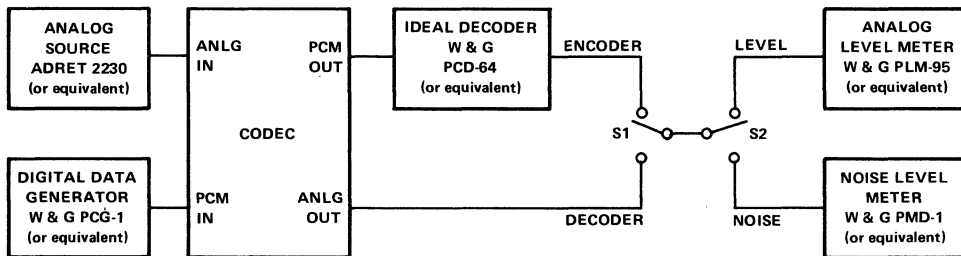 ANALOG
SOURCE
ADRET 2230
(or equivalent)
ANLG
IN
PCM
OUT
IDEAL DECODER
W & G
PCD-64
(or equivalent)
ENCODER
LEVEL
ANALOG
LEVEL METER
W & G PLM-95
(or equivalent)
CODEC
S1
S2
DIGITAL DATA
GENERATOR
W & G PCG-1
(or equivalent)
PCM
IN
ANLG
OUT
DECODER
NOISE
NOISE LEVEL
METER
W & G PMD-1
(or equivalent)